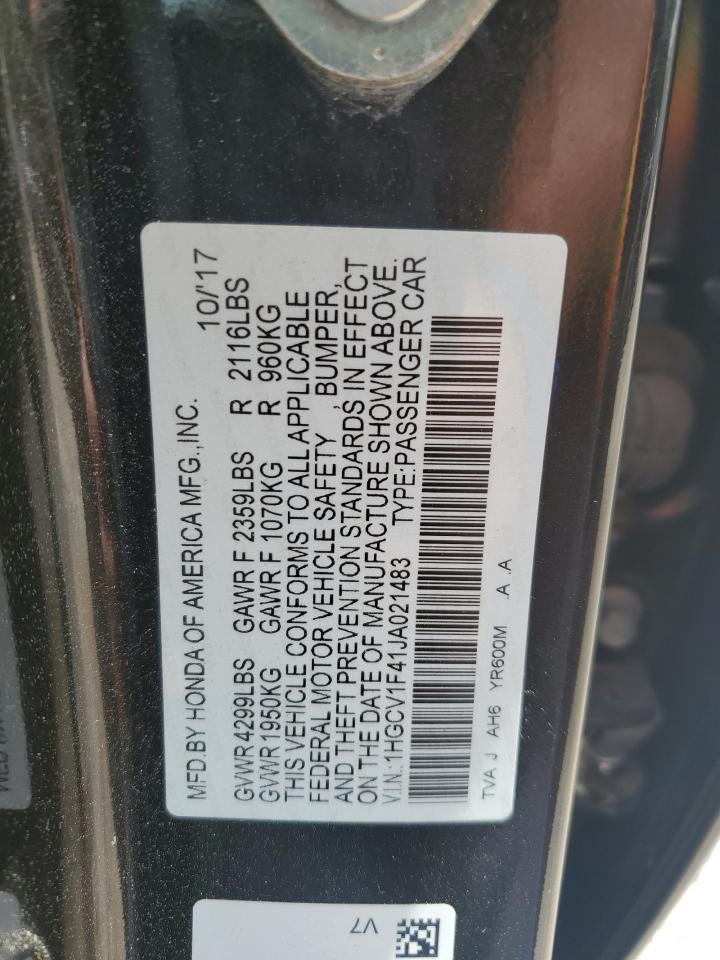 MFD.BY HONDA OF AMERICA MFG.,INC. 10/'17
GVWR 4299LBS GAWR F 2359LBS R 2116LBS
GVWR 1950KG GAWR F 1070KG R 960KG
THIS VEHICLE CONFORMS TO ALL APPLICABLE
FEDERAL MOTOR VEHICLE SAFETY , BUMPER,
AND THEFT PREVENTION STANDARDS IN EFFECT
ON THE DATE OF MANUFACTURE SHOWN ABOVE.
V.I.N.:1HGCV1F41JA021483 TYPE:PASSENGER CAR
TVA J AH6 YR600M .A .A
V7